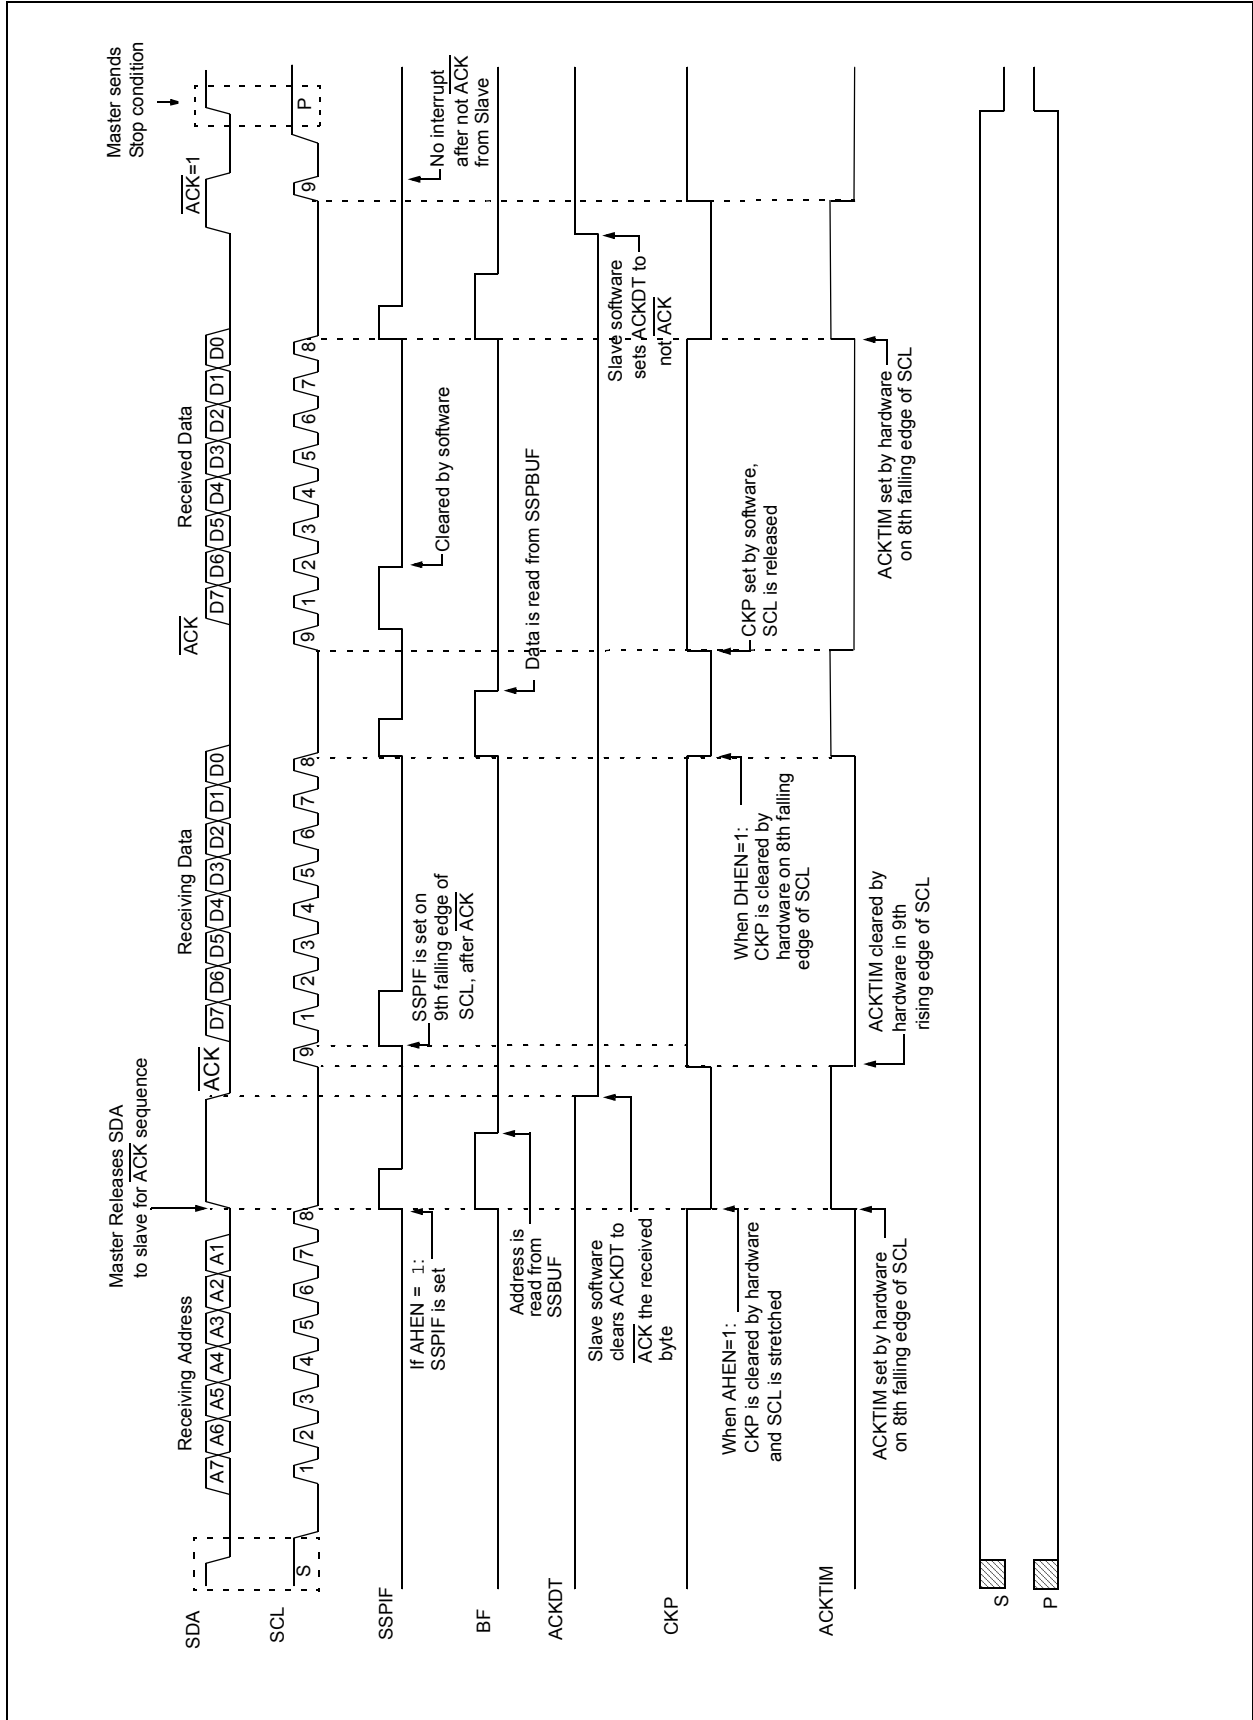 Master Releases SDA
to slave for ACK sequence
Master sends
Stop condition
Receiving Address
Receiving Data
Received Data
ACK
ACK
ACK=1
SDA
A7 A6 A5 A4 A3 A2 A1
D7 D6 D5 D4 D3 D2 D1 D0
D7 D6 D5 D4 D3 D2 D1 D0
SCL
S
1 2 3 4 5 6 7 8 9
1 2 3 4 5 6 7 8 9
1 2 3 4 5 6 7 8 9
P
SSPIF
If AHEN = 1:
SSPIF is set
SSPIF is set on
9th falling edge of
SCL, after ACK
Cleared by software
No interrupt
after not ACK
from Slave
BF
Address is
read from
SSBUF
Data is read from SSPBUF
ACKDT
Slave software
clears ACKDT to
ACK the received
byte
Slave software
sets ACKDT to
not ACK
CKP
When AHEN=1:
CKP is cleared by hardware
and SCL is stretched
When DHEN=1:
CKP is cleared by
hardware on 8th falling
edge of SCL
CKP set by software,
SCL is released
ACKTIM
ACKTIM set by hardware
on 8th falling edge of SCL
ACKTIM cleared by
hardware in 9th
rising edge of SCL
ACKTIM set by hardware
on 8th falling edge of SCL
S
P